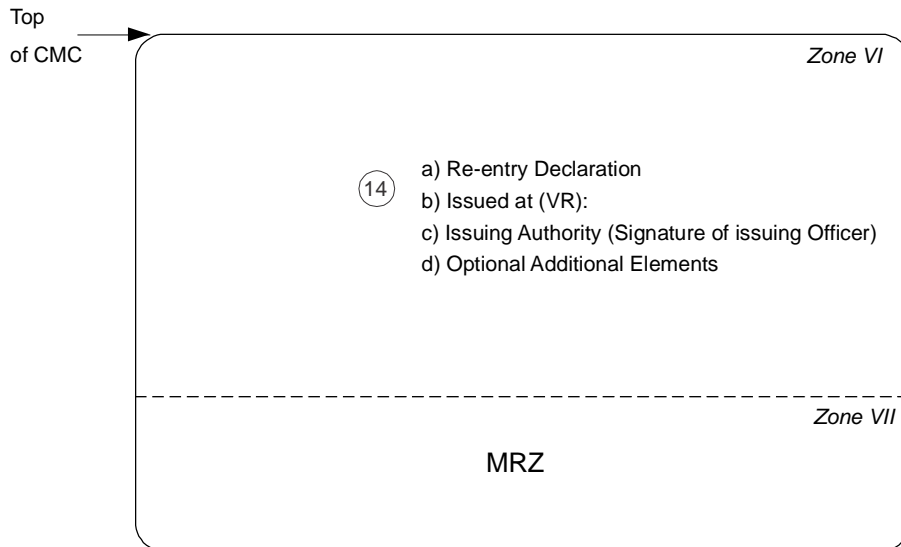 Top
of CMC
Zone VI
14
a) Re-entry Declaration
b) Issued at (VR):
c) Issuing Authority (Signature of issuing Officer)
d) Optional Additional Elements
Zone VII
MRZ